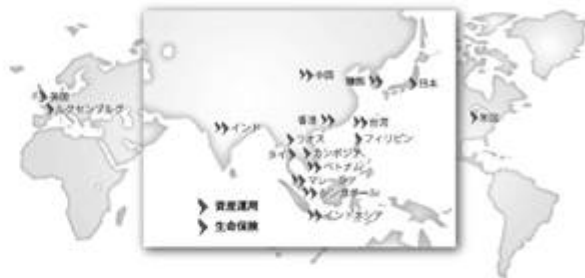 英国
ルクセンブルグ
中国
韓国
日本
インド
香港
台湾
ラオス
フィリピン
タイ
カンボジア
ベトナム
マレーシア
シンガポール
インドネシア
米国
資産運用
生命保険